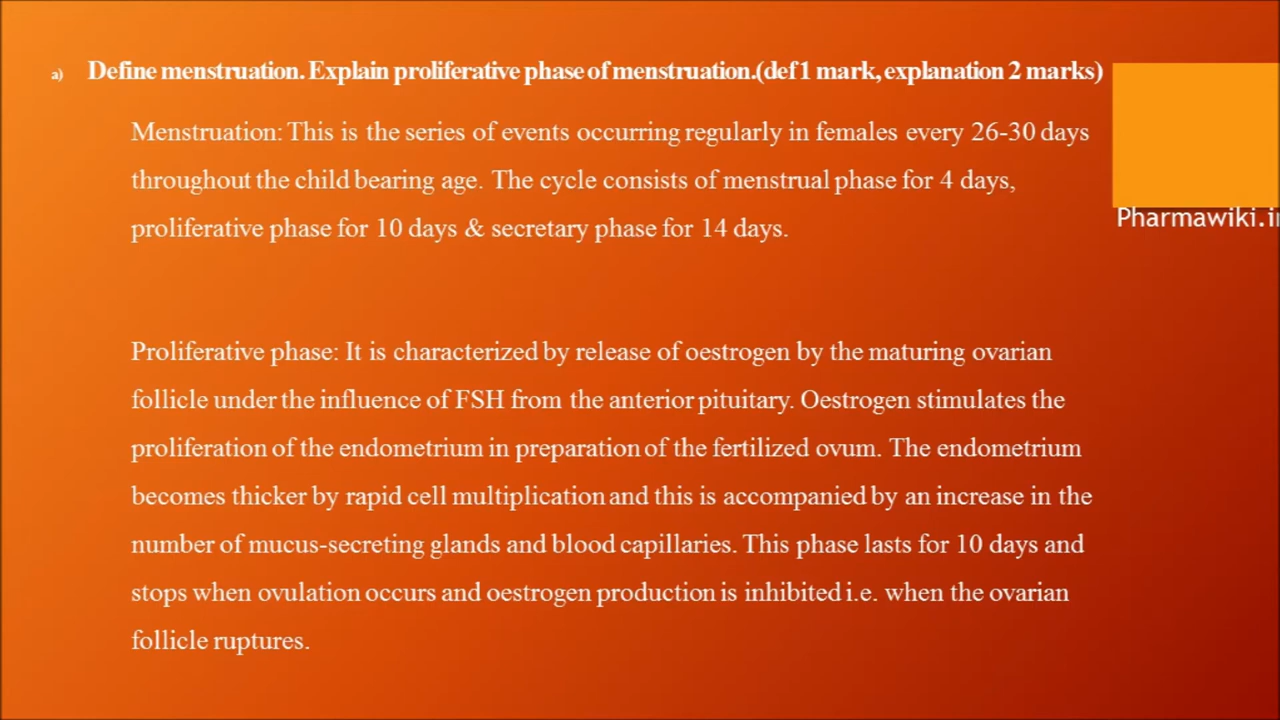 a) Define menstruation. Explain proliferative phase of menstruation.(def 1 mark, explanation 2 marks)
Menstruation: This is the series of events occurring regularly in females every 26-30 days
throughout the child bearing age. The cycle consists of menstrual phase for 4 days,
proliferative phase for 10 days & secretary phase for 14 days.
Pharmawiki.i
Proliferative phase: It is characterized by release of oestrogen by the maturing ovarian
follicle under the influence of FSH from the anterior pituitary. Oestrogen stimulates the
proliferation of the endometrium in preparation of the fertilized ovum. The endometrium
becomes thicker by rapid cell multiplication and this is accompanied by an increase in the
number of mucus-secreting glands and blood capillaries. This phase lasts for 10 days and
stops when ovulation occurs and oestrogen production is inhibited i.e. when the ovarian
follicle ruptures.